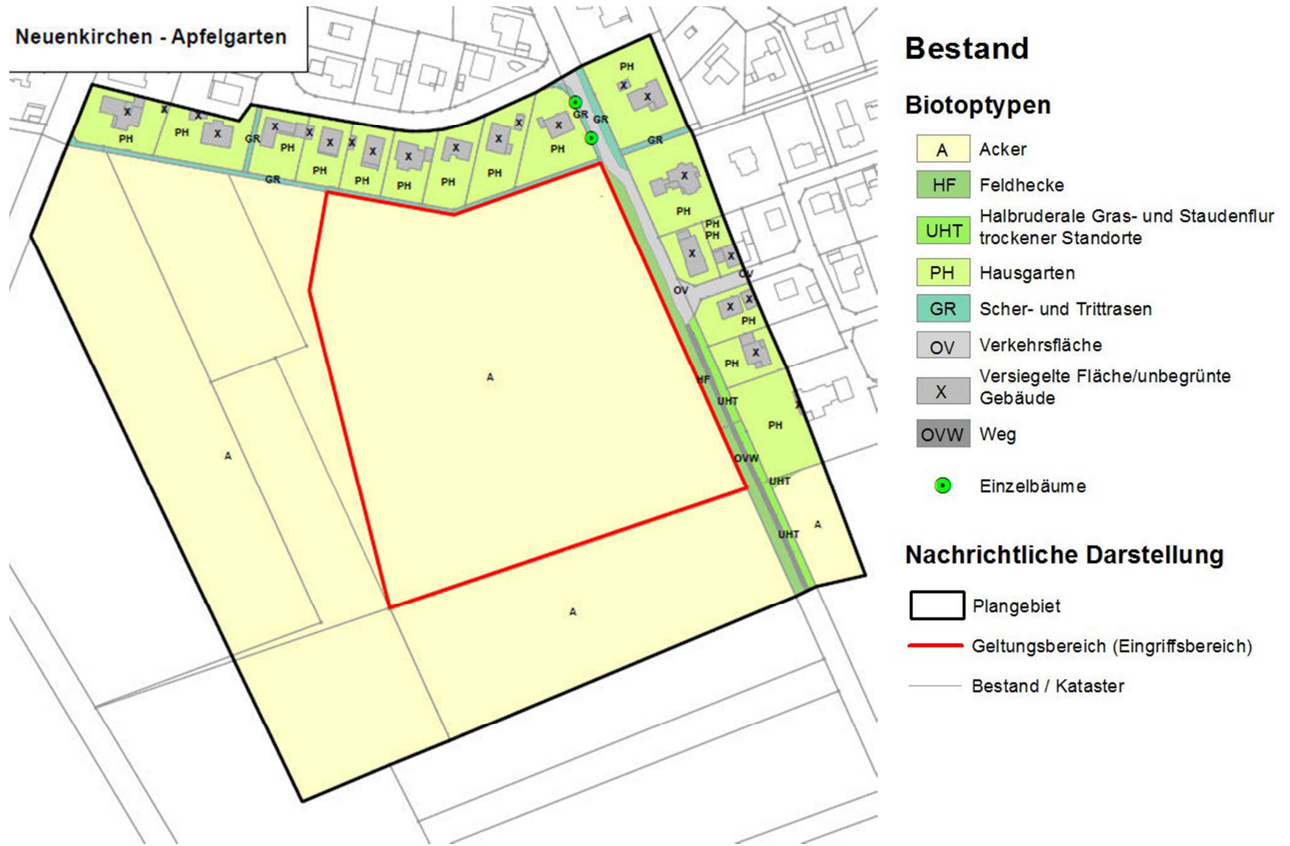 Neuenkirchen - Apfelgarten
PH
X
X
X
X
X
PH
PH
GR
GR
GR
X
X
X
X
X
X
X
X
X
GR
PH
PH
PH
PH
PH
PH
PH
GR
X
PH
PH
PH
X
X
OV
OV
A
X
X
PH
PH
X
HF
UHT
X
PH
A
OVW
UHT
A
UHT
A
Bestand
Biotoptypen
A Acker
HF Feldhecke
UHT Halbruderale Gras- und Staudenflur
trockener Standorte
PH Hausgarten
GR Scher- und Trittrasen
OV Verkehrsfläche
X Versiegelte Fläche/unbegrünte
Gebäude
OVW Weg
Einzelbäume
Nachrichtliche Darstellung
Plangebiet
Geltungsbereich (Eingriffsbereich)
Bestand / Kataster